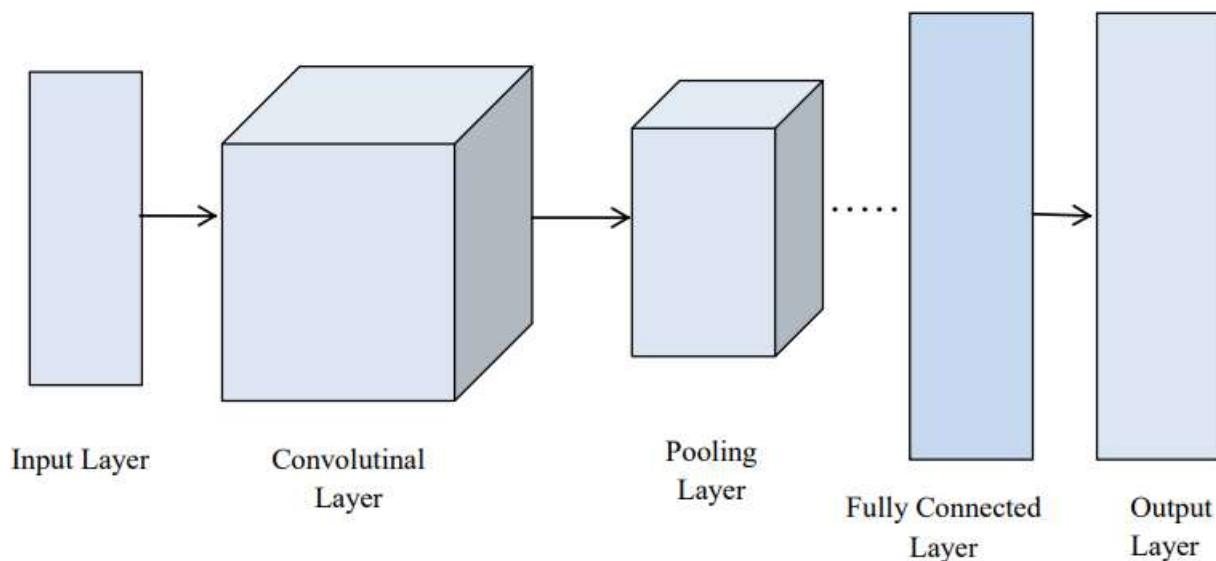 Input Layer
Convolutinal
Layer
Pooling
Layer
Fully Connected
Layer
Output
Layer